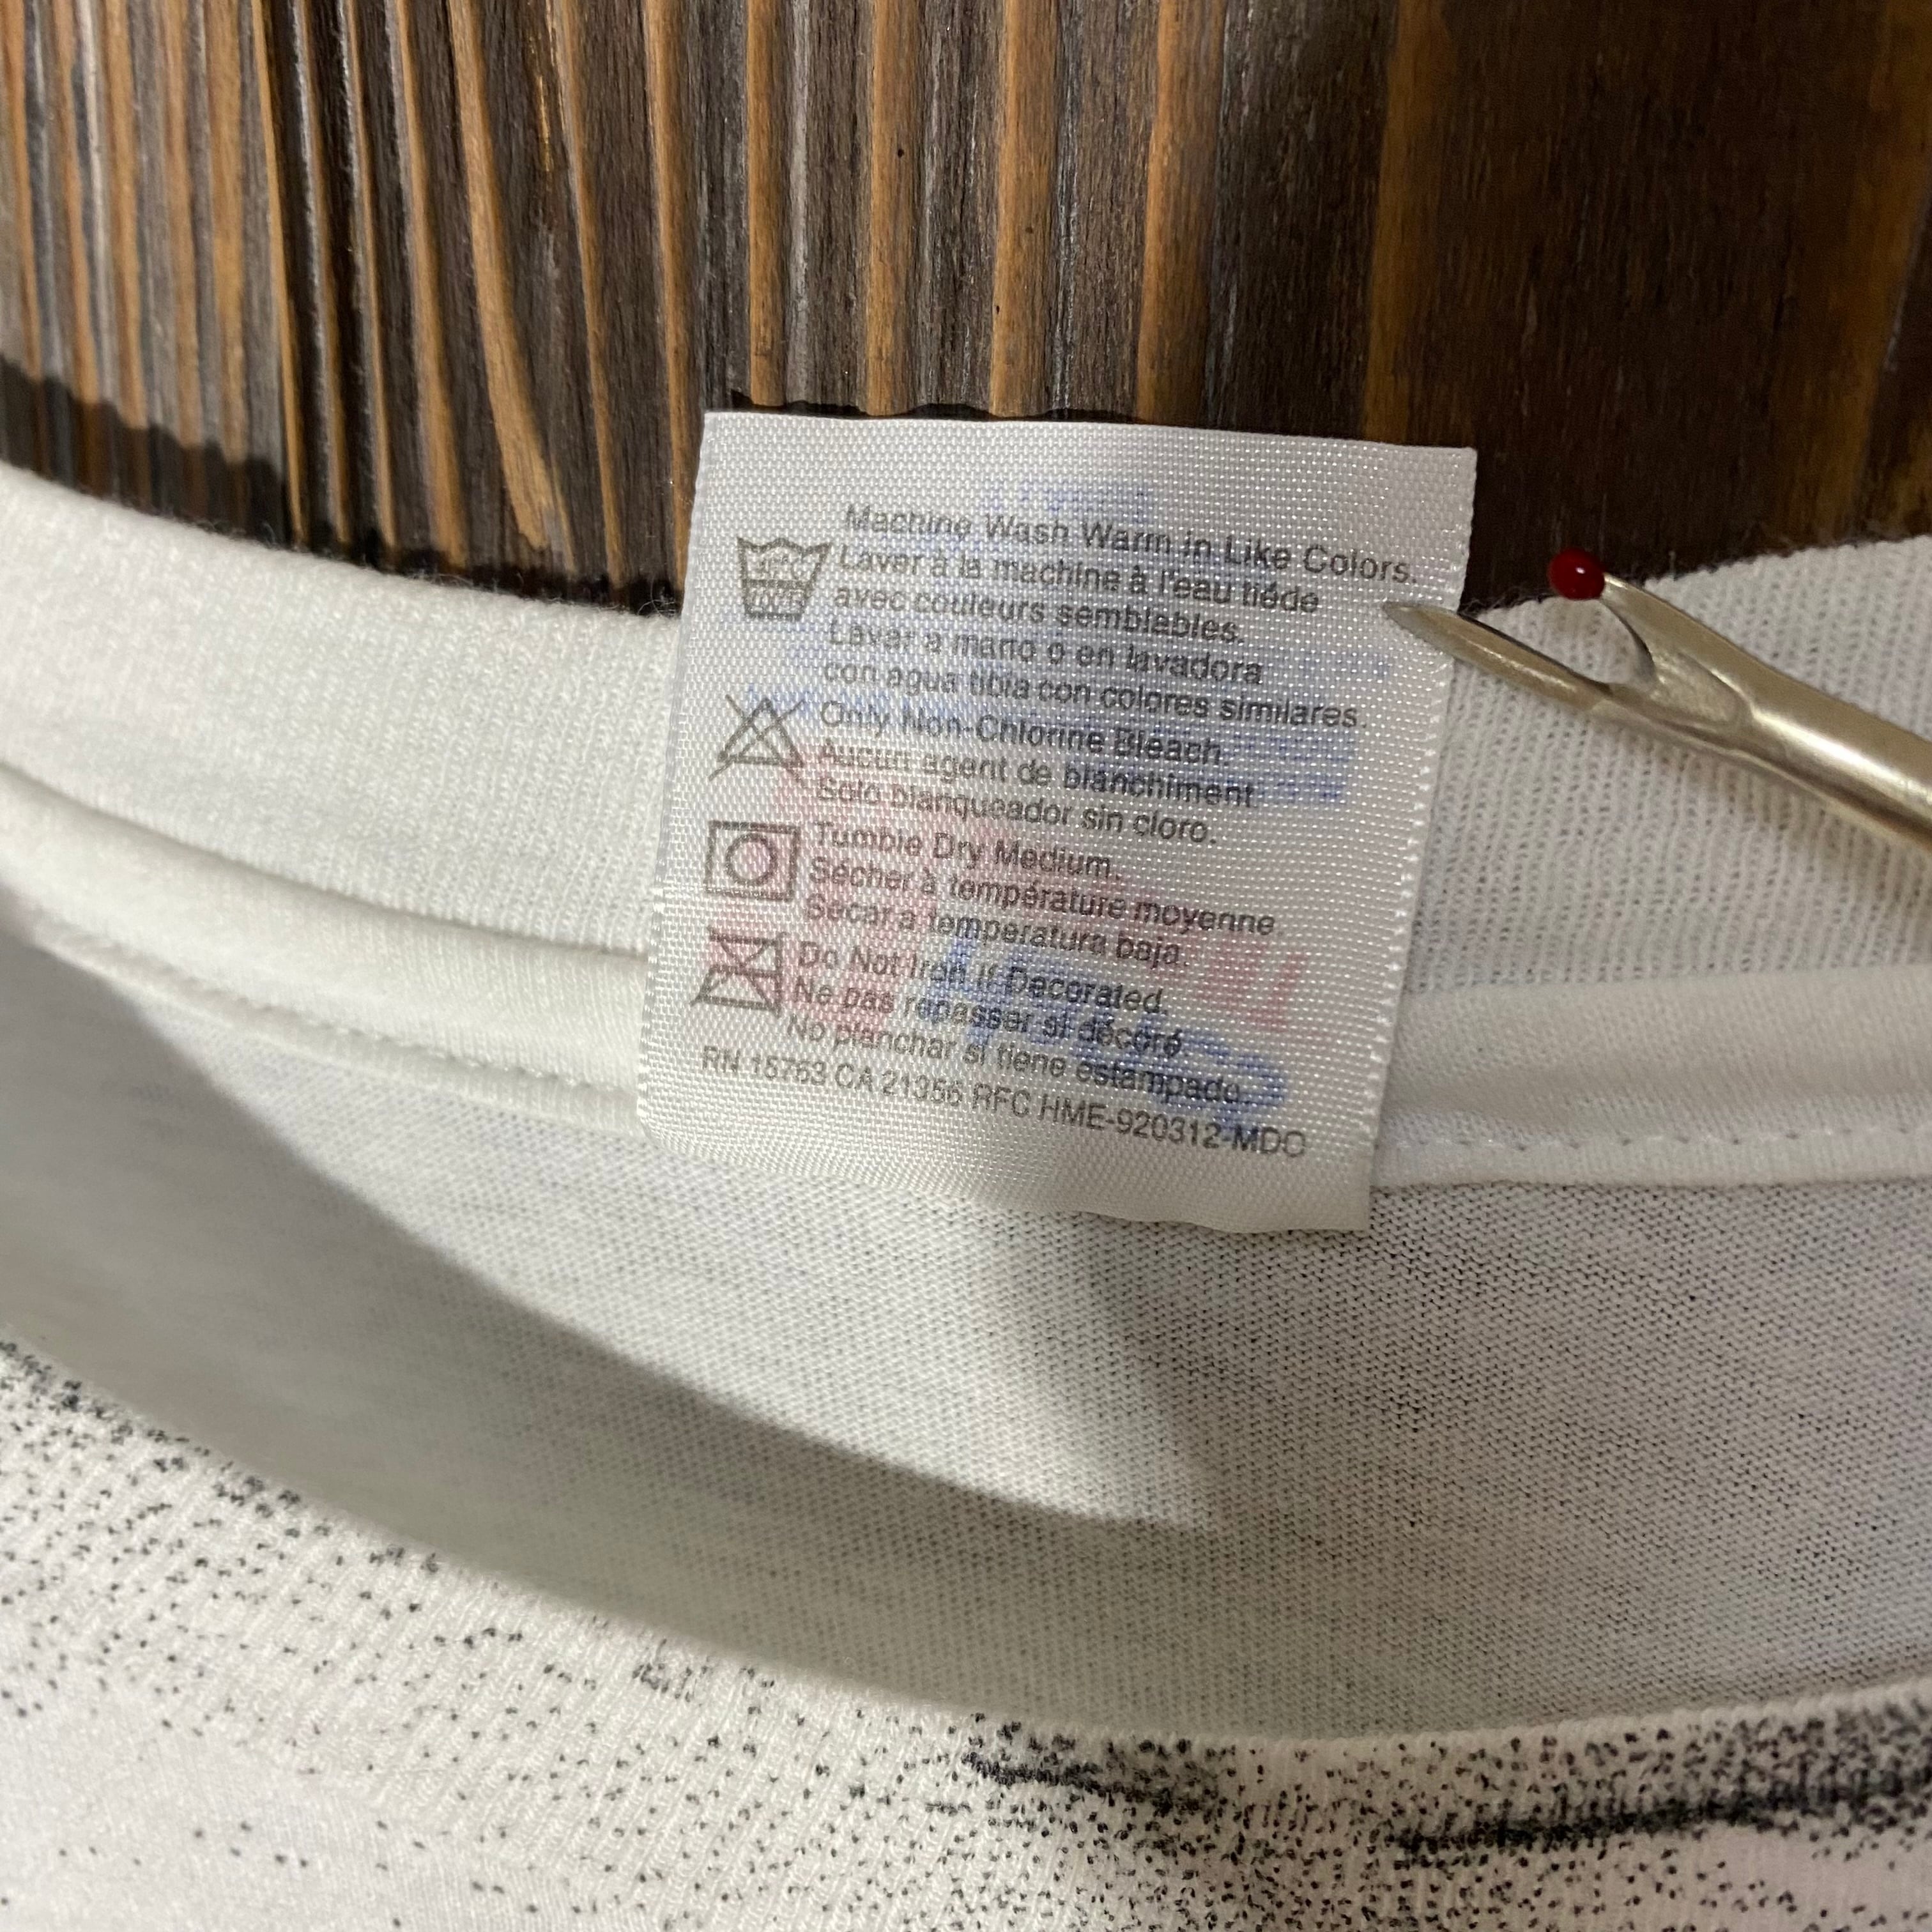 Machine Wash Warm in Like Colors.
Laver à la machine à l'eau tiéde
avec couleurs semblables.
Lavar a mano o en lavadora
con agua tibia con colores similares.
Only Non-Chlorine Bleach.
Aucun agent de blanchiment
Solo blanqueador sin cloro.
Tumble Dry Medium.
Sécher à température moyenne
Secar a temperatura baja.
Do Not Iron If Decorated.
Ne pas repasser si décoré
No planchar si tiene estampado.
RN 15763 CA 21356 RFC HME-920312-MDO